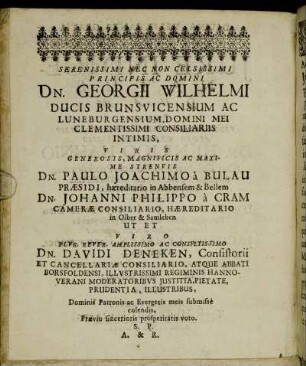 SERENISSIMI NEC NON CELSISSIMI
PRINCIPIS AC DOMINI
DN. GEORGII WILHELMI
DUCIS BRUNSVICENSIUM AC
LUNEBURGENSIUM, DOMINI MEI
CLEMENTISSIMI CONSILIARIIS
INTIMIS,
VIRIS
GENEROSIS, MAGNIFICIS AC MAXI-
ME STRENUIS
DN. PAULO JOACHIMO à BULAU
PRÆSIDI, hæreditario in Abbensem & Bellem
DN. JOHANNI PHILIPPO à CRAM
CAMERÆ CONSILIARIO, HÆREDITARIO
in Olber & Samleben
UT ET
VIRO
PLUR. REVER. AMPLISSIMO AC CONSULTISSIMO
DN. DAVIDI DENEKEN, Consistorii
ET CANCELLARIÆ CONSILIARIO, ATQUE ABBATI
BORSFOLDENSI, ILLUSTRISSIMI REGIMINIS HANNO-
VERANI MODERATORIBUS JUSTITIA, PIETATE,
PRUDENTIA, ILLUSTRIBUS,
Dominis Patronis ac Evergetis meis submissè
colendis,
Præviu sincerioris prosperitatis voto.
S. P.
A. & R.